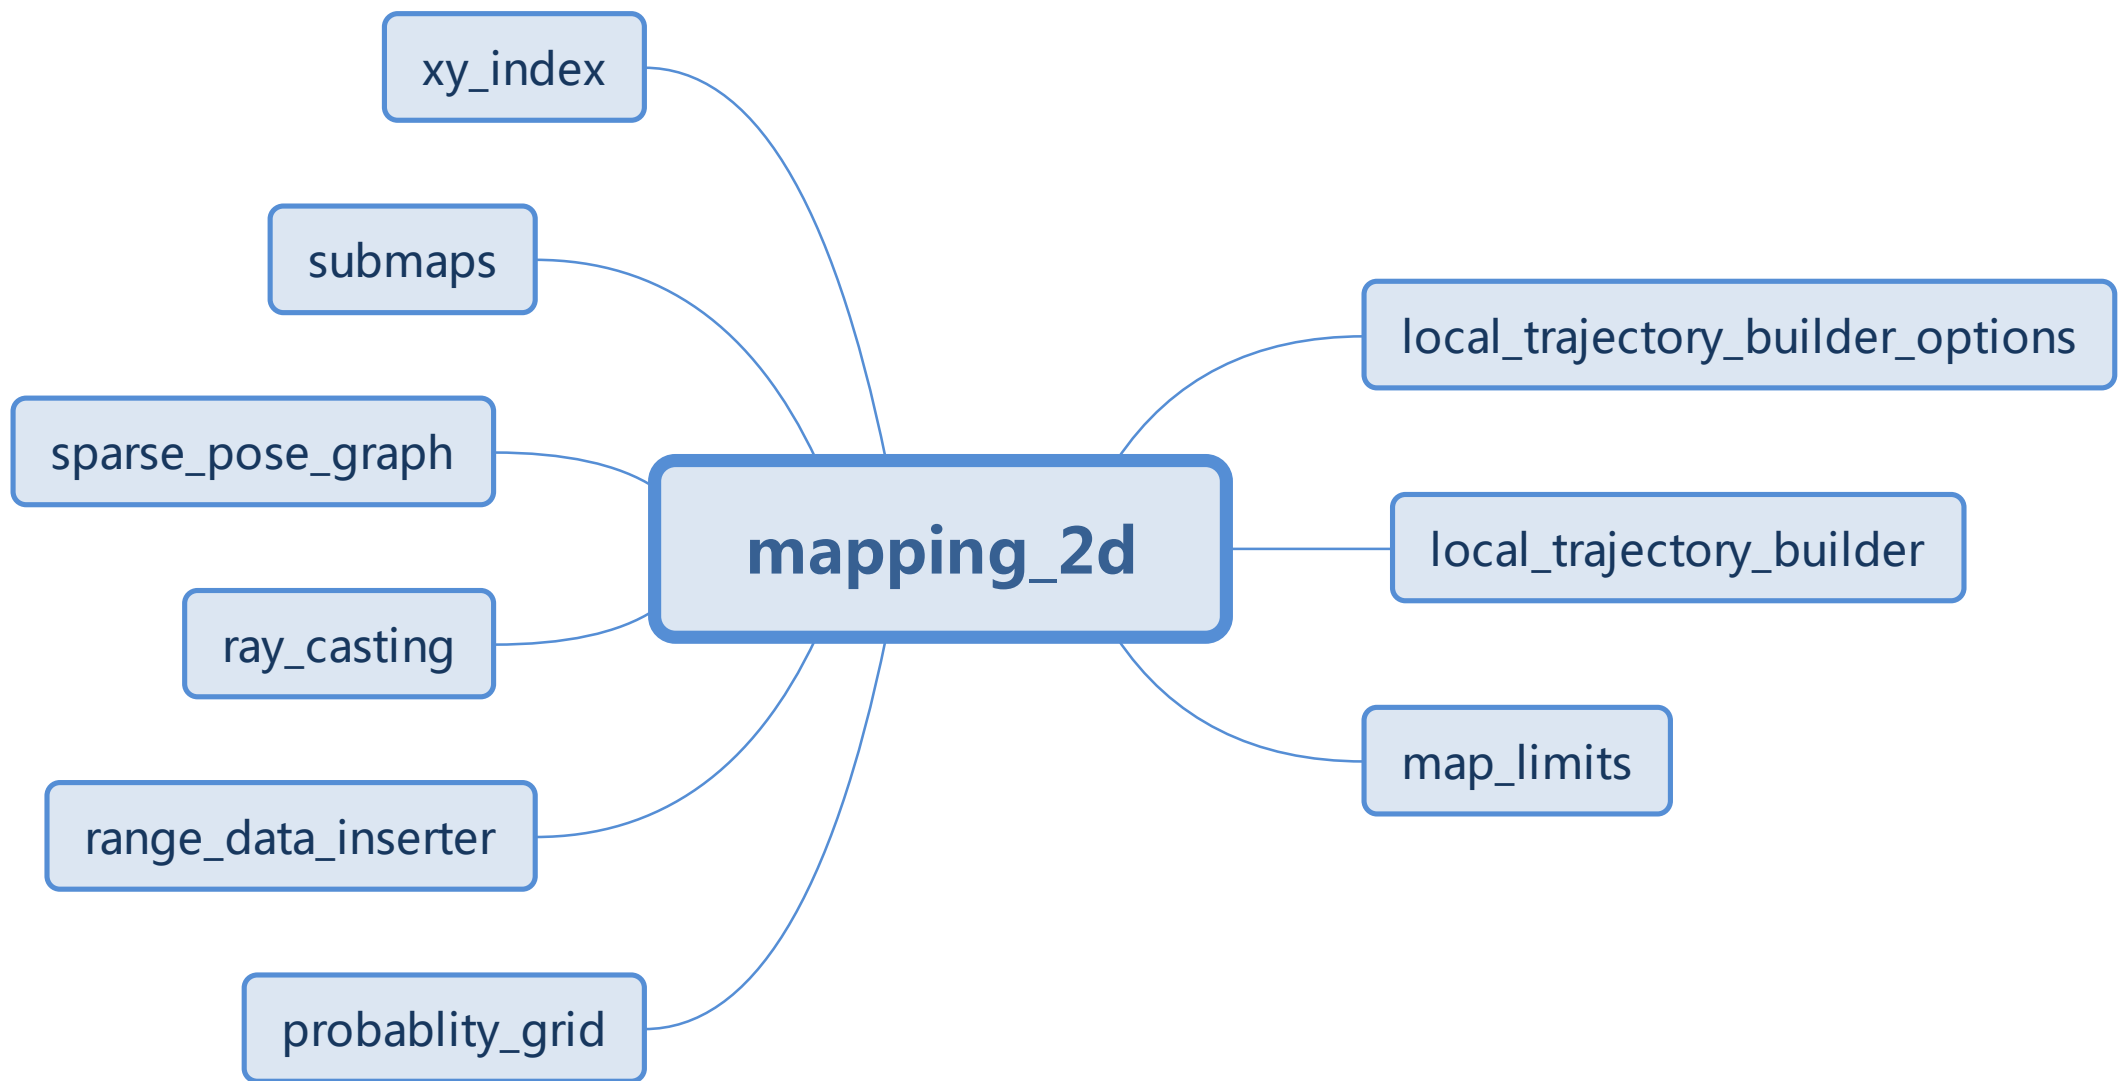 xy_index
submaps
sparse_pose_graph
ray_casting
range_data_inserter
probablity_grid
mapping_2d
local_trajectory_builder_options
local_trajectory_builder
map_limits